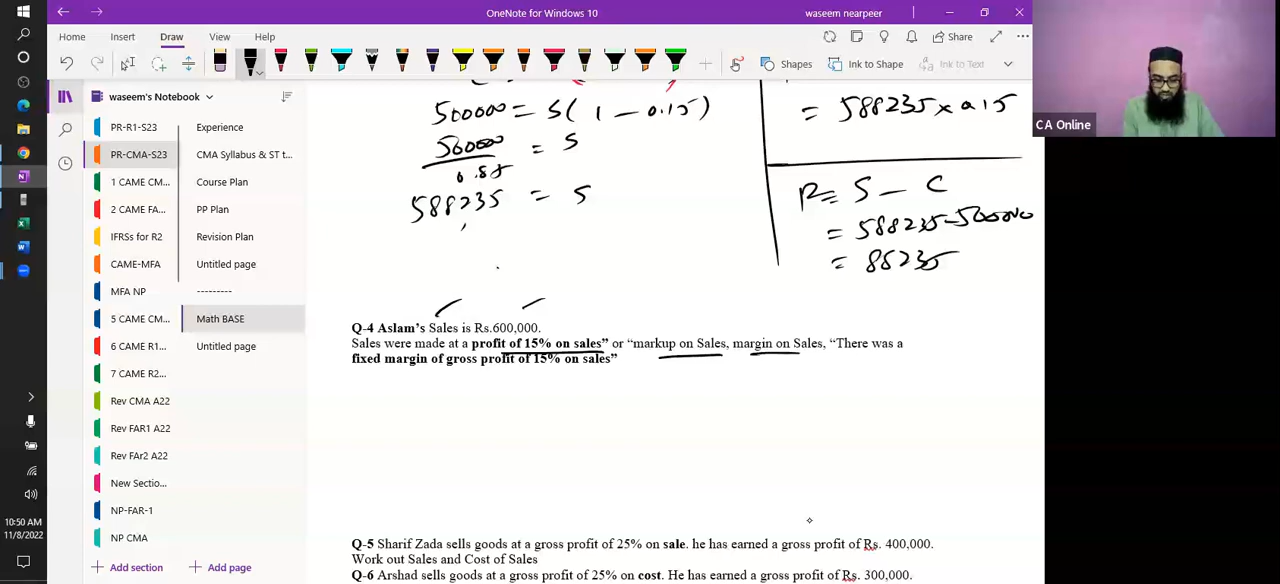 OneNote for Windows 10
waseem nearpeer
Home Insert Draw View Help
Share
Shapes
Ink to Shape
Ink to Text
waseem's Notebook
PR-R1-S23
PR-CMA-S23
1 CAME CM...
2 CAME FA...
IFRSs for R2
CAME-MFA
MFA NP
5 CAME CM...
6 CAME R1...
7 CAME R2...
Rev CMA A22
Rev FAR1 A22
Rev FAr2 A22
New Sectio...
NP-FAR-1
NP CMA
Add section
Experience
CMA Syllabus & ST t...
Course Plan
PP Plan
Revision Plan
Untitled page
---------
Math BASE
Untitled page
Add page
500000 = S ( 1 - 0.15 )
500000 = S
0.85
588235 = S
= 588235 x 0.15
P = S - C
= 588235 - 500000
= 88235
Q-4 Aslam's Sales is Rs.600,000.
Sales were made at a profit of 15% on sales" or "markup on Sales, margin on Sales, "There was a
fixed margin of gross profit of 15% on sales"
Q-5 Sharif Zada sells goods at a gross profit of 25% on sale. he has earned a gross profit of Rs. 400,000.
Work out Sales and Cost of Sales
Q-6 Arshad sells goods at a gross profit of 25% on cost. He has earned a gross profit of Rs. 300,000.
C A Online
10:50 AM
11/8/2022